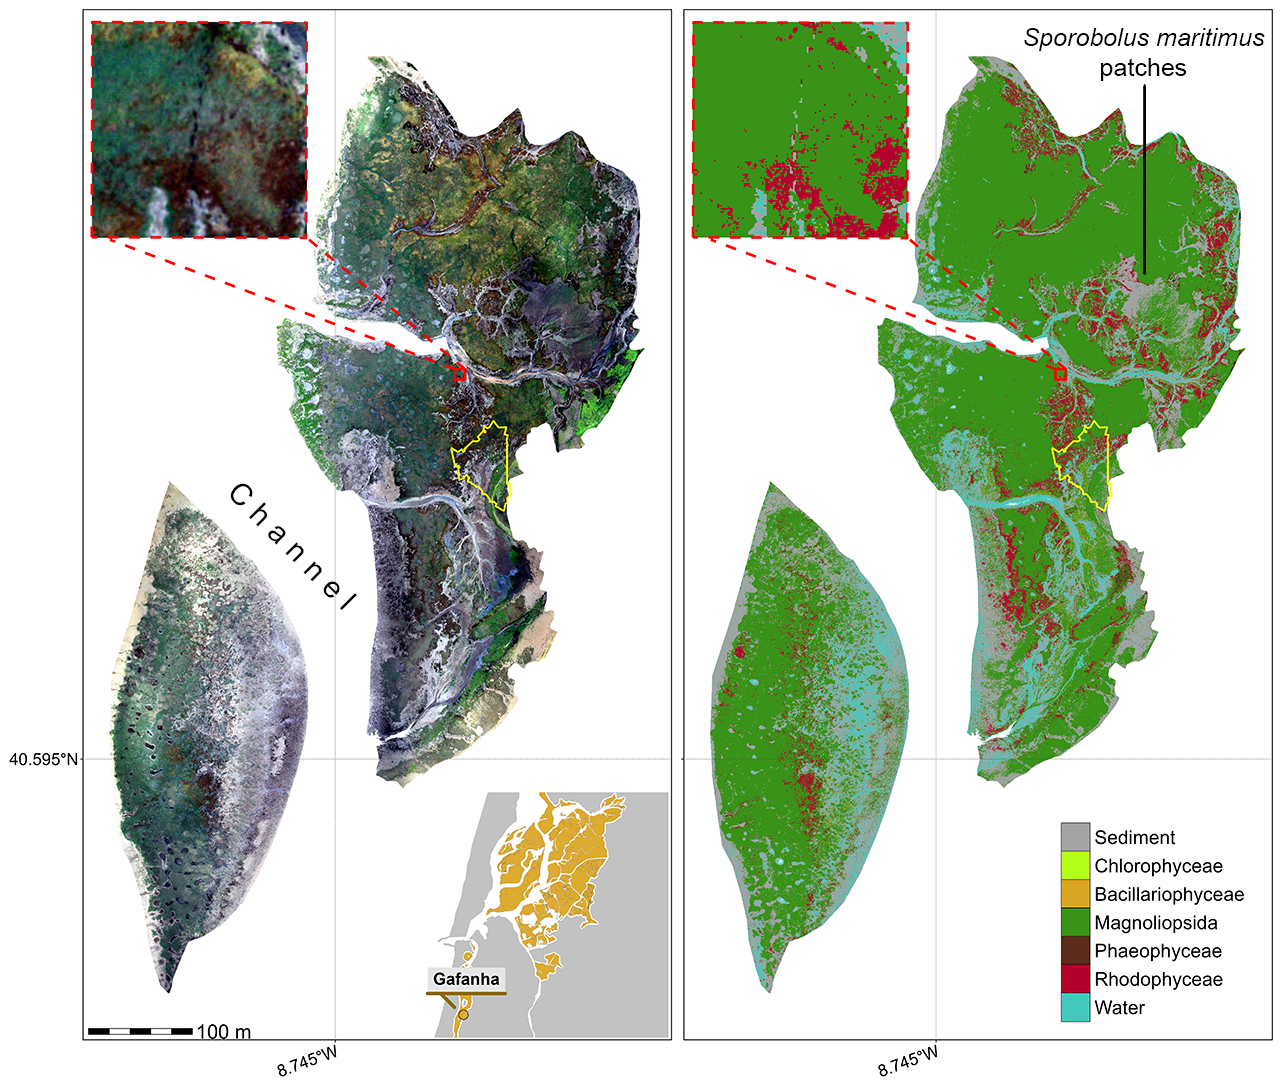 Sporobolus maritimus
patches
Channel
40.595°N
Gafanha
100 m
8.745°W
8.745°W
Sediment
Chlorophyceae
Bacillariophyceae
Magnoliopsida
Phaeophyceae
Rhodophyceae
Water